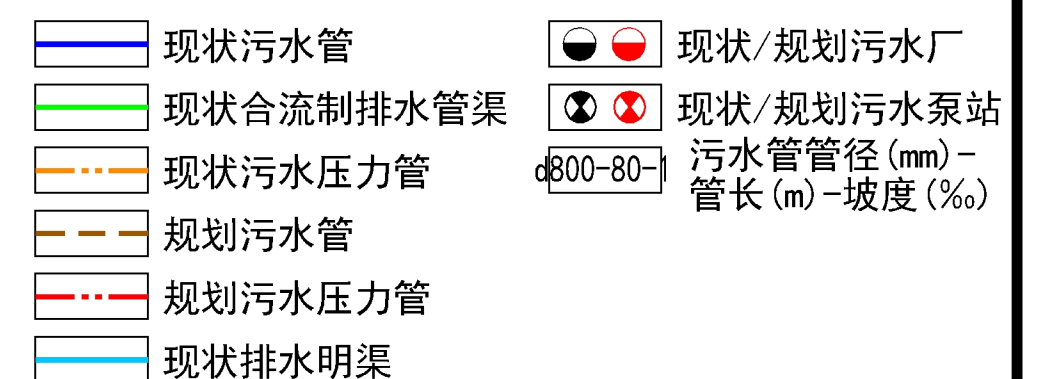 现状污水管
现状合流制排水管渠
现状污水压力管
规划污水管
规划污水压力管
现状排水明渠
现状/规划污水厂
现状/规划污水泵站
d800-80-1
污水管管径(mm)-
管长(m)-坡度(‰)